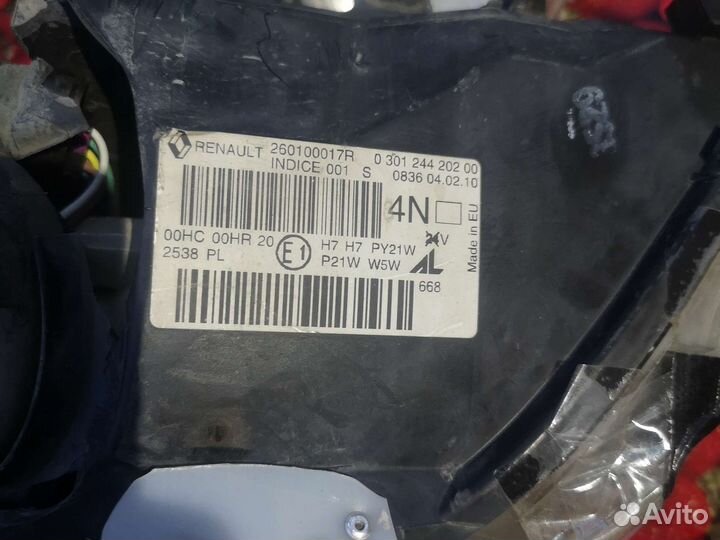 RENAULT 260100017R 0 301 244 202 00
INDICE 001 S 0836 04.02.10
4N
Made in EU
00HC 00HR 20 E1 H7 H7 PY21W 24V
2538 PL P21W W5W AL
668
Avito